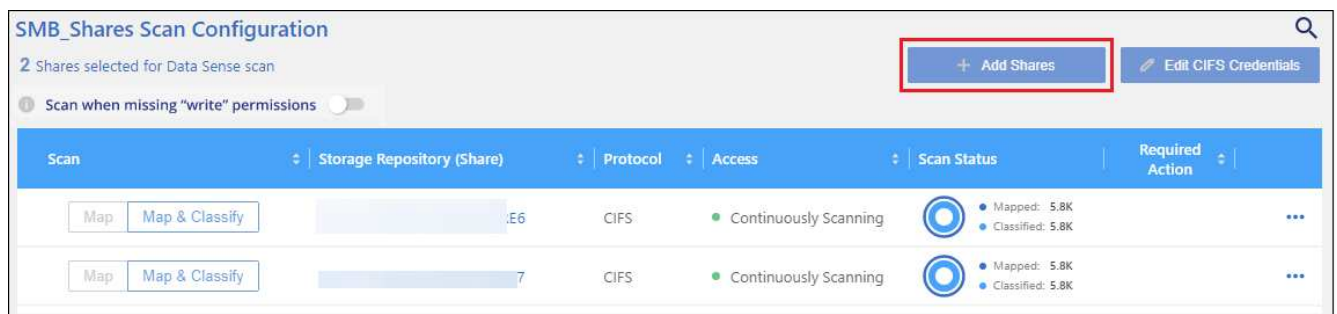 SMB_Shares Scan Configuration
2 Shares selected for Data Sense scan
+ Add Shares
Edit CIFS Credentials
Scan when missing "write" permissions
Scan
Storage Repository (Share)
Protocol
Access
Scan Status
Required
Action
Map
Map & Classify
:E6
CIFS
Continuously Scanning
Mapped: 5.8K
Classified: 5.8K
Map
Map & Classify
7
CIFS
Continuously Scanning
Mapped: 5.8K
Classified: 5.8K